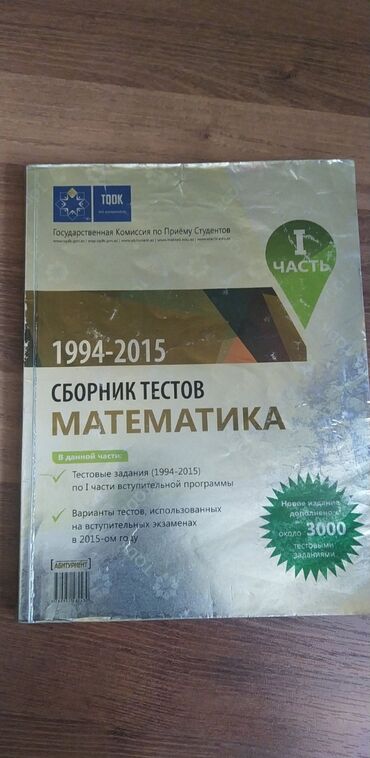 TQDK
Государственная Комиссия по Приёму Студентов
I
ЧАСТЬ
1994-2015
СБОРНИК ТЕСТОВ
МАТЕМАТИКА
В данной части:
Тестовые задания (1994-2015)
по I части вступительной программы
Варианты тестов, использованных
на вступительных экзаменах
в 2015-ом году
Новое издание
дополнено
около 3000
тестовыми
заданиями
АБИТУРИЕНТ